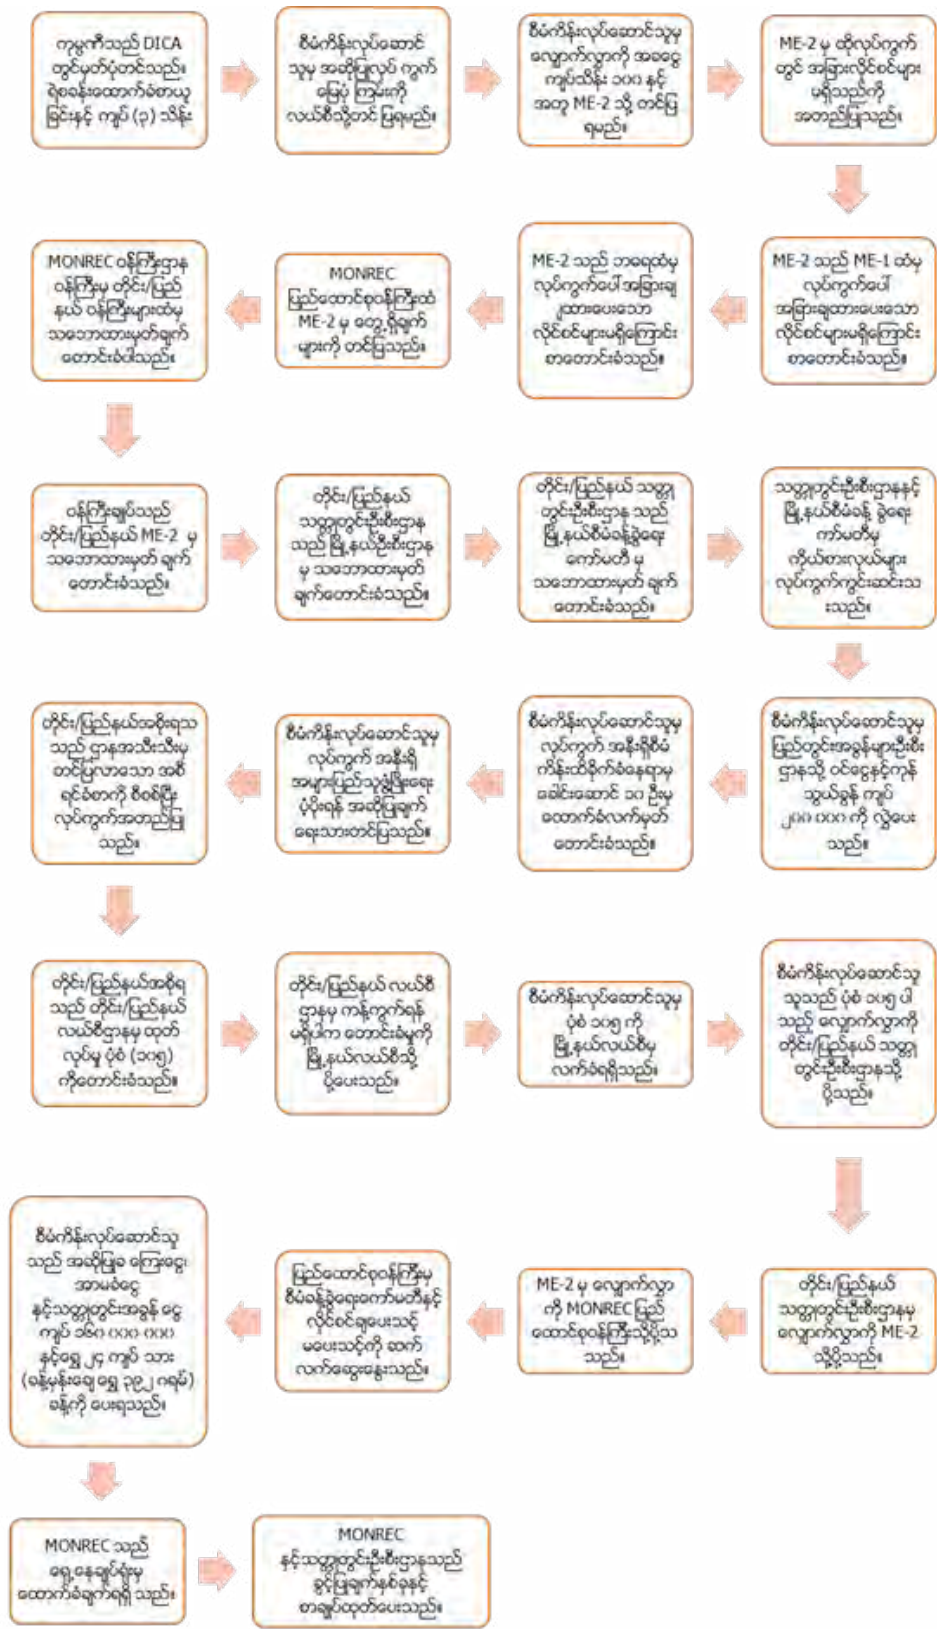 ကုမ္ပဏီသည် DICA
တွင်မှတ်ပုံတင်သည်။
ရဲစခန်းထောက်ခံစာယူ
ခြင်းနှင့် ကျပ် (၃) သိန်း
စီမံကိန်းလုပ်ဆောင်
သူမှ အဆိုပြုလုပ် ကွက်
မြေပုံ ကြမ်းကို
လယ်စီသို့တင် ပြရမည်။
စီမံကိန်းလုပ်ဆောင်သူမှ
လျှောက်လွှာကို အခငွေ
ကျပ်သိန်း ၁၀၀ နှင့်
အတူ ME-2 သို့ တင်ပြ
ရမည်။
ME-2 မှ ထိုလုပ်ကွက်
တွင် အခြားလိုင်စင်များ
မရှိသည်ကို
အတည်ပြုသည်။
ME-2 သည် ME-1 ထံမှ
လုပ်ကွက်ပေါ်
အခြားချထားပေးသော
လိုင်စင်များမရှိကြောင်း
စာတောင်းခံသည်။
ME-2 သည် ဘရေထံမှ
လုပ်ကွက်ပေါ် အခြားချ
ျထားပေးသော
လိုင်စင်များမရှိကြောင်း
စာတောင်းခံသည်။
MONREC
ပြည်ထောင်စုဝန်ကြီးထံ
ME-2 မှ တွေ့ရှိချက်
များကို တင်ပြသည်။
MONREC ဝန်ကြီးဌာန
ဝန်ကြီးမှ တိုင်း/ပြည်
နယ် ဝန်ကြီးများထံမှ
သဘောထားမှတ်ချက်
တောင်းခံပါသည်။
ဝန်ကြီးချုပ်သည်
တိုင်း/ပြည်နယ် ME-2 မှ
သဘောထားမှတ် ချက်
တောင်းခံသည်။
တိုင်း/ပြည်နယ်
သတ္တုတွင်းဦးစီးဌာန
သည် မြို့နယ်ဦးစီးဌာန
မှ သဘောထားမှတ်
ချက်တောင်းခံသည်။
တိုင်း/ပြည်နယ် သတ္တု
တွင်းဦးစီးဌာန သည်
မြို့နယ်စီမံခန့်ခွဲရေး
ကော်မတီ မှ
သဘောထားမှတ် ချက်
တောင်းခံသည်။
သတ္တုတွင်းဦးစီးဌာနနှင့်
မြို့နယ်စီမံခန့် ခွဲရေး
ကာ်မတီမှ
ကိုယ်စားလှယ်များ
လုပ်ကွက်ကွင်းဆင်းသ
းသည်။
စီမံကိန်းလုပ်ဆောင်သူမှ
ပြည်တွင်းအခွန်များဦးစီး
ဌာနသို့ ဝင်ငွေနှင့်ကုန်
သွယ်ခွန် ကျပ်
၂၀၀ ၀၀၀ ကို လွှဲပေး
သည်။
စီမံကိန်းလုပ်ဆောင်သူမှ
လုပ်ကွက် အနီးရှိစီမံ
ကိန်းထိခိုက်ခံနေရာမှ
ခေါင်းဆောင် ၁၀ ဦးမှ
ထောက်ခံလက်မှတ်
တောင်းခံသည်။
စီမံကိန်းလုပ်ဆောင်သူမှ
လုပ်ကွက် အနီးရှိ
အများပြည်သူဖွံ့ဖြိုးရေး
ပံ့ပိုးရန် အဆိုပြုချက်
ရေးသားတင်ပြသည်။
တိုင်း/ပြည်နယ်အစိုးရသ
သည် ဌာနအသီးသီးမှ
တင်ပြလာသော အစီ
ရင်ခံစာကို စီစစ်ပြီး
လုပ်ကွက်အတည်ပြု
သည်။
တိုင်း/ပြည်နယ်အစိုရ
သည် တိုင်း/ပြည်နယ်
လယ်စီဌာနမှ ထုတ်
လုပ်မှု ပုံစံ (၁၀၅)
ကိုတောင်းခံသည်။
တိုင်း/ပြည်နယ် လယ်စီ
ဌာနမှ ကန့်ကွက်ရန်
မရှိပါက တောင်းခံမှုကို
မြို့နယ်လယ်စီသို့
ပို့ပေးသည်။
စီမံကိန်းလုပ်ဆောင်သူမှ
ပုံစံ ၁၀၅ ကို
မြို့နယ်လယ်စီမှ
လက်ခံရရှိသည်။
စီမံကိန်းလုပ်ဆောင်သူ
သူသည် ပုံစံ ၁၀၅ ပါ
သည့် လျှောက်လွှာကို
တိုင်း/ပြည်နယ် သတ္တု
တွင်းဦးစီးဌာနသို့
ပို့သည်။
တိုင်း/ပြည်နယ်
သတ္တုတွင်းဦးစီးဌာနမှ
လျှောက်လွှာကို ME-2
သို့ပို့သည်။
ME-2 မှ လျှောက်လွှာ
ကို MONREC ပြည်
ထောင်စုဝန်ကြီးသို့ပို့သ
သည်။
ပြည်ထောင်စုဝန်ကြီးမှ
စီမံခန့်ခွဲရေးကော်မတီနှင့်
လိုင်စင်ချပေးသင့်
မပေးသင့်ကို ဆက်
လက်ဆွေးနွေးသည်။
စီမံကိန်းလုပ်ဆောင်သူ
သည် အဆိုပြုခ ကြေးငွေ၊
အာမခံငွေ
နှင့်သတ္တုတွင်းအခွန် ငွေ
ကျပ် ၁၆၀ ၀၀၀ ၀၀၀
နှင့်ရွှေ ၂၄ ကျပ် သား
(ခန့်မှန်းချေ ရွှေ ၃၉၂ ဂရမ်)
ခန့်ကို ပေးရသည်။
MONREC သည်
ရှေ့နေချုပ်ရုံးမှ
ထောက်ခံချက်ရရှိ သည်။
MONREC
နှင့်သတ္တုတွင်းဦးစီးဌာနသည်
ခွင့်ပြုချက်နှစ်ခုနှင့်
စာချုပ်ထုတ်ပေးသည်။